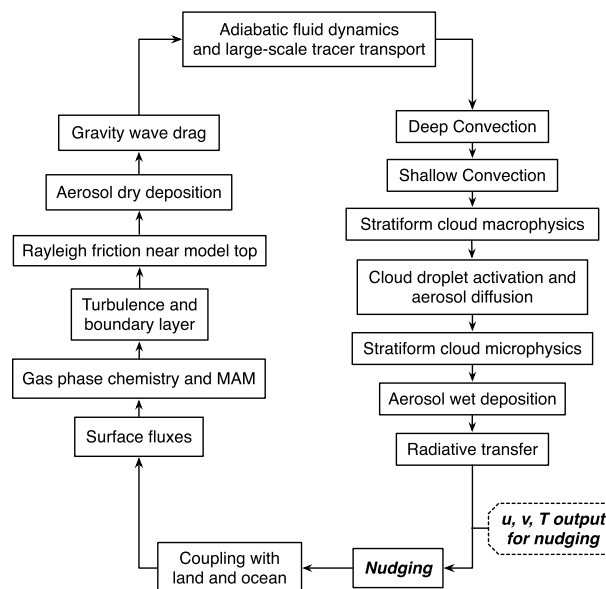 Adiabatic fluid dynamics
and large-scale tracer transport
Deep Convection
Shallow Convection
Stratiform cloud macrophysics
Cloud droplet activation and
aerosol diffusion
Stratiform cloud microphysics
Aerosol wet deposition
Radiative transfer
u, v, T output
for nudging
Nudging
Coupling with
land and ocean
Surface fluxes
Gas phase chemistry and MAM
Turbulence and
boundary layer
Rayleigh friction near model top
Aerosol dry deposition
Gravity wave drag